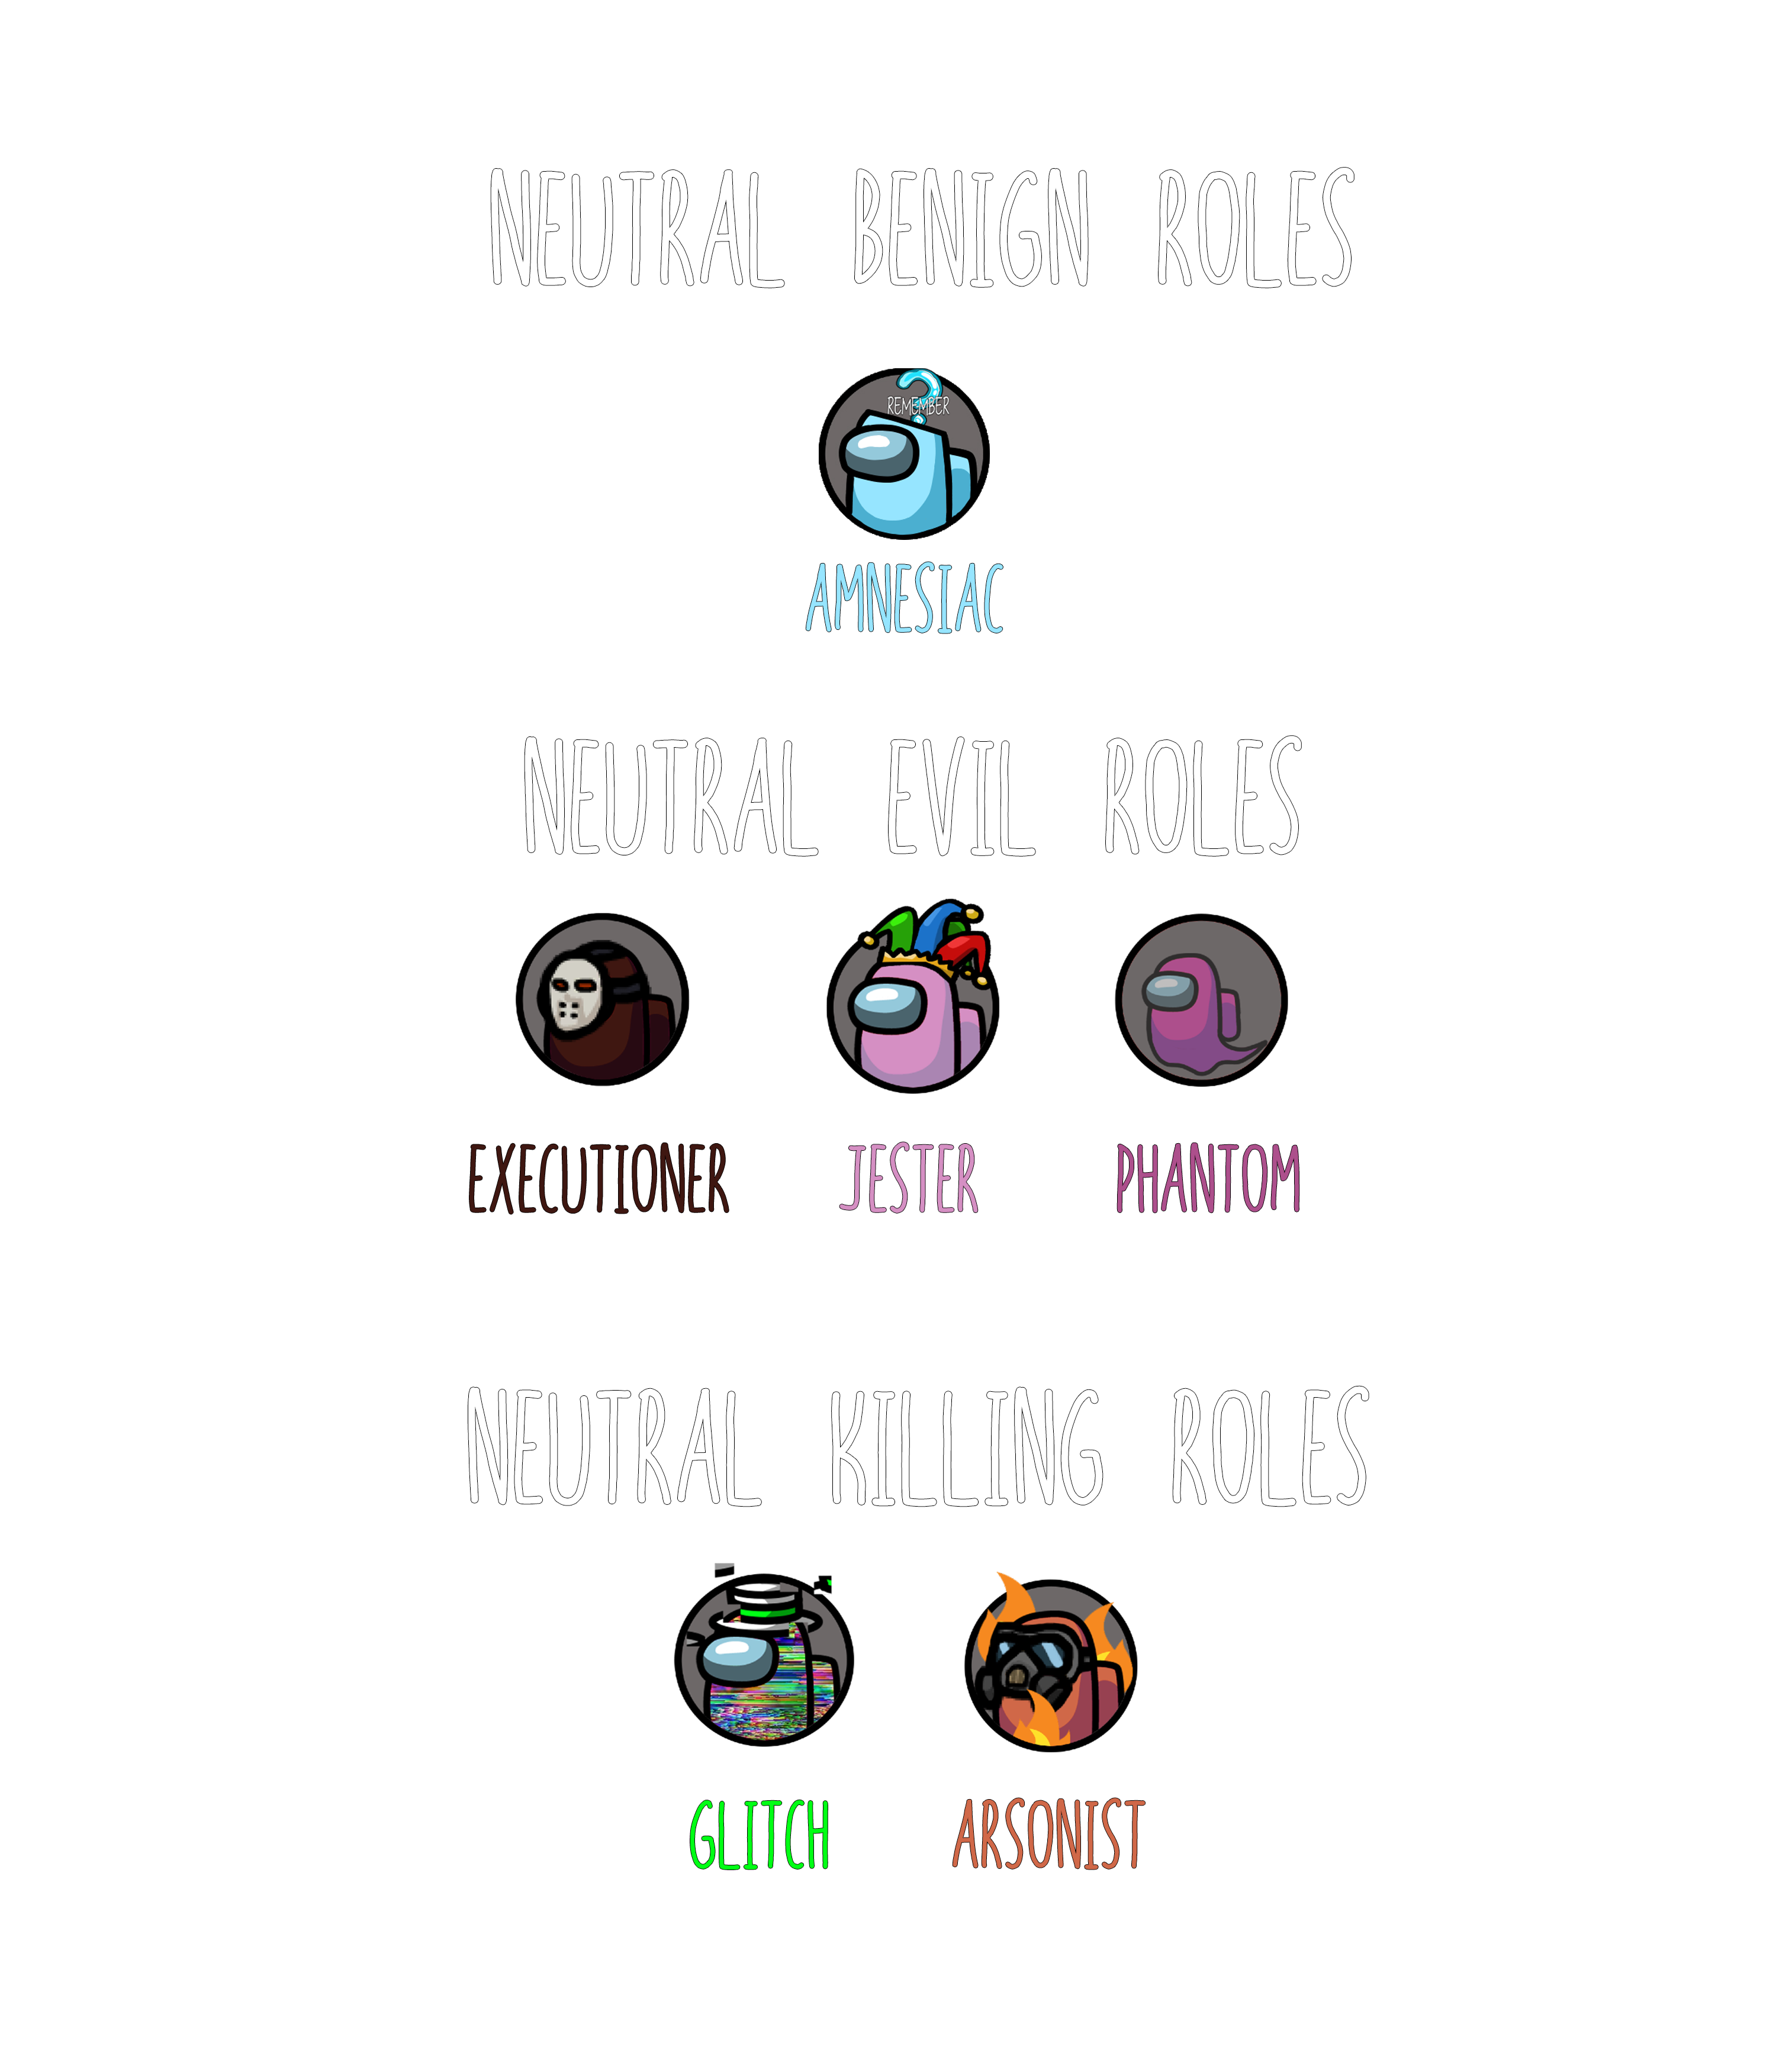 NEUTRAL BENIGN ROLES
REMEMBER
AMNESIAC
NEUTRAL EVIL ROLES
EXECUTIONER JESTER PHANTOM
NEUTRAL KILLING ROLES
GLITCH ARSONIST